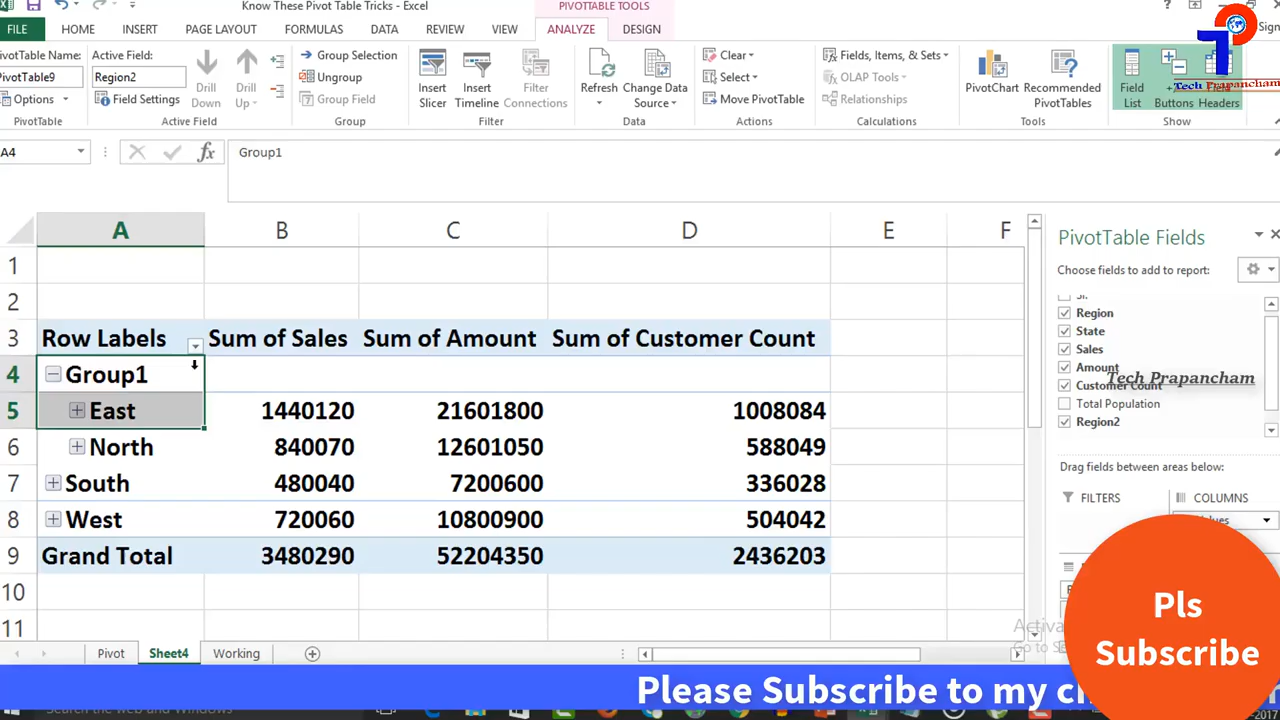 Know These Pivot Table Tricks - Excel
PIVOTTABLE TOOLS
FILE HOME INSERT PAGE LAYOUT FORMULAS DATA REVIEW VIEW ANALYZE DESIGN
PivotTable Name: Active Field:
PivotTable9 Region2
Options Field Settings
Drill Down Drill Up
Group Selection
Ungroup
Group Field
Insert Slicer Insert Timeline Filter Connections
Refresh Change Data Source
Clear
Select
Move PivotTable
Fields, Items, & Sets
OLAP Tools
Relationships
PivotChart Recommended PivotTables
Field List Buttons Headers
PivotTable Active Field Group Filter Data Actions Calculations Tools Show
Tech Prapancham
A4 fx Group1
A B C D E F
1
2
3 Row Labels Sum of Sales Sum of Amount Sum of Customer Count
4 Group1
5 East 1440120 21601800 1008084
6 North 840070 12601050 588049
7 South 480040 7200600 336028
8 West 720060 10800900 504042
9 Grand Total 3480290 52204350 2436203
10
11
PivotTable Fields
Choose fields to add to report:
Region
State
Sales
Amount
Tech Prapancham
Customer Count
Total Population
Region2
Drag fields between areas below:
FILTERS COLUMNS
Pls
Subscribe
Pivot Sheet4 Working
Please Subscribe to my
Search the web and Windows